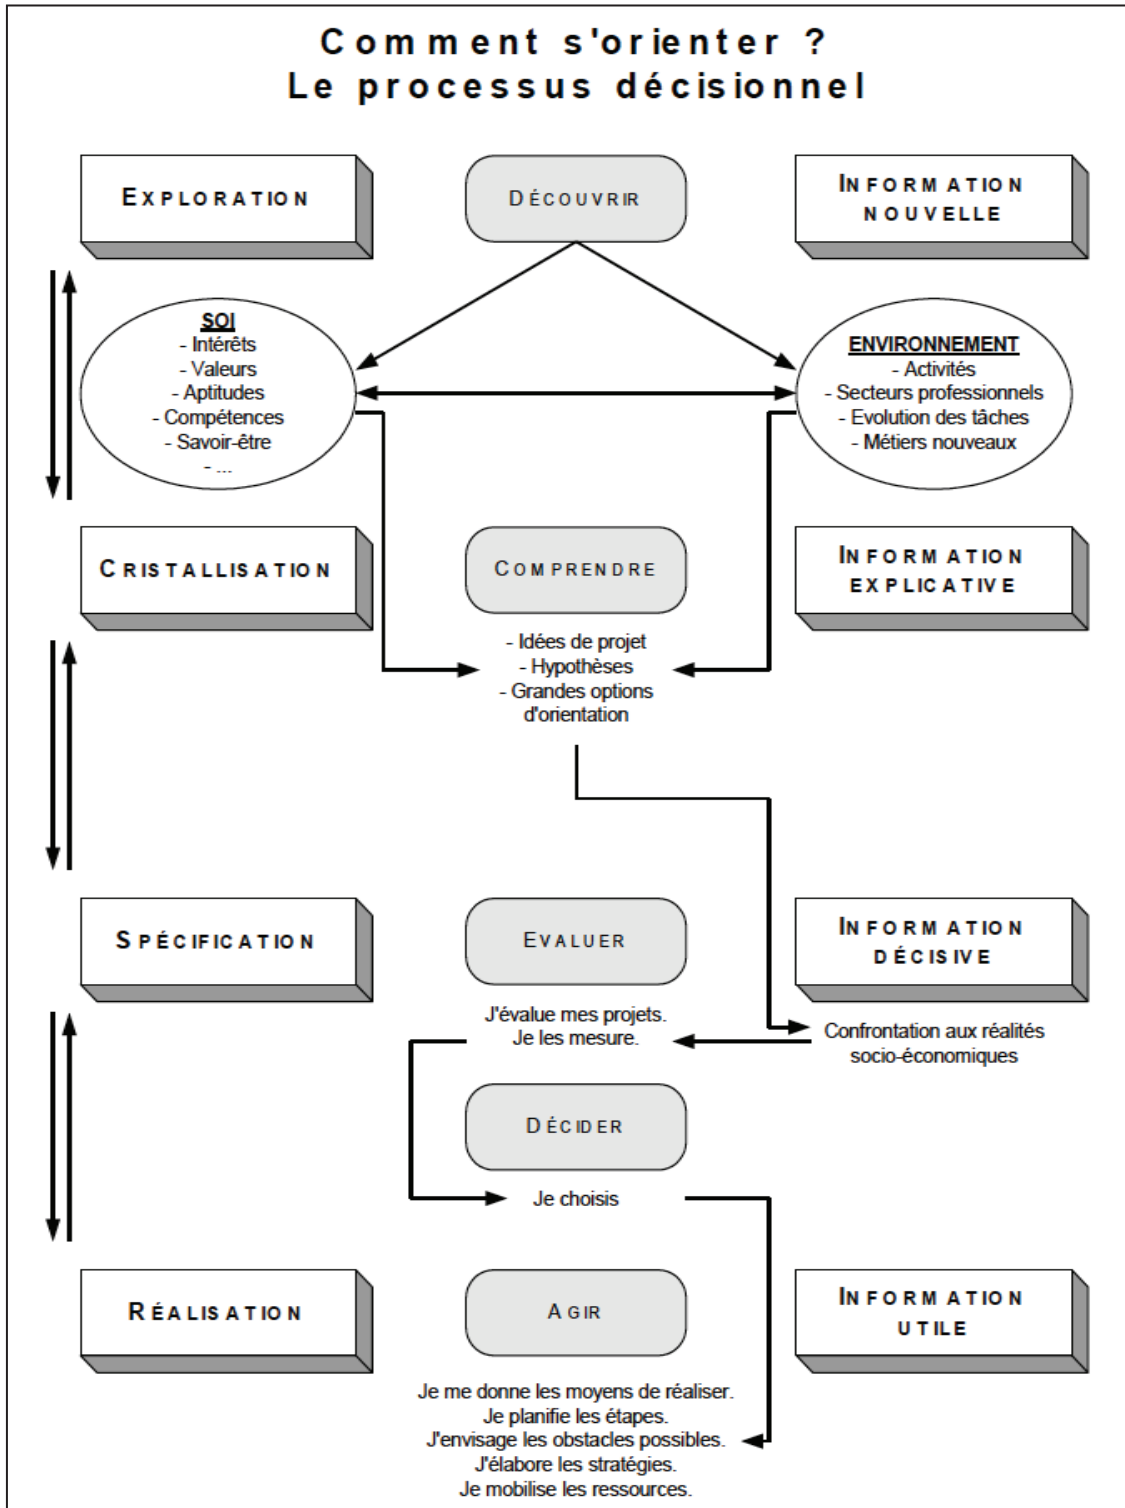 Comment s'orienter ?
Le processus décisionnel
EXPLORATION
DÉCOUVRIR
INFORMATION
NOUVELLE
SOI
- Intérêts
- Valeurs
- Aptitudes
- Compétences
- Savoir-être
- ...
ENVIRONNEMENT
- Activités
- Secteurs professionnels
- Evolution des tâches
- Métiers nouveaux
CRISTALLISATION
COMPRENDRE
INFORMATION
EXPLICATIVE
- Idées de projet
- Hypothèses
- Grandes options
d'orientation
SPÉCIFICATION
EVALUER
INFORMATION
DÉCISIVE
J'évalue mes projets.
Je les mesure.
Confrontation aux réalités
socio-économiques
DÉCIDER
Je choisis
RÉALISATION
AGIR
INFORMATION
UTILE
Je me donne les moyens de réaliser.
Je planifie les étapes.
J'envisage les obstacles possibles.
J'élabore les stratégies.
Je mobilise les ressources.